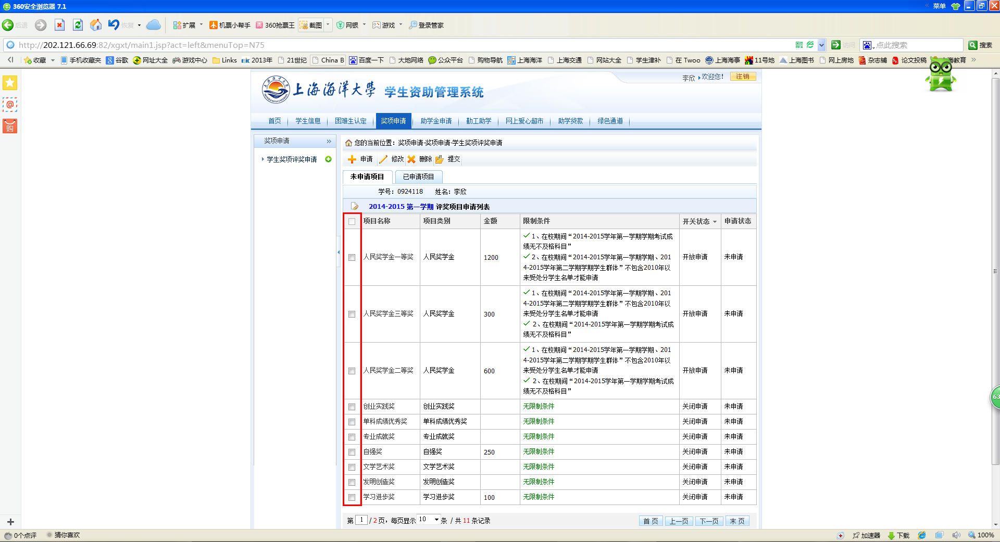 360安全浏览器 7.1
菜单
后退 恢复 扩展 机票小帮手 360抢票王 截图 网银 游戏 登录管家
http://202.121.66.69:82/xgxt/main1.jsp?act=left&menuTop=N75 访问 点此搜索 搜索
收藏 手机收藏夹 谷歌 网址大全 游戏中心 Links 2013年 21世纪 China B 百度一下 大地网络 公众平台 购物导航 上海海洋 上海交通 网站大全 学生津补 在 Twoo 上海海事 11号地 上海图书 网上房地 杂志铺 论文投稿 海教育
李欣 欢迎您! 注销
上海海洋大学 学生资助管理系统
首页 学生信息 困难生认定 奖项申请 助学金申请 勤工助学 网上爱心超市 助学贷款 绿色通道
奖项申请
学生奖项评奖申请
您的当前位置：奖项申请-奖项申请-学生奖项评奖申请
申请 修改 删除 提交
未申请项目 已申请项目
学号：0924118 姓名：李欣
2014-2015 第一学期 评奖项目申请列表
项目名称 项目类别 金额 限制条件 开关状态 申请状态
人民奖学金一等奖 人民奖学金 1200
1、在校期间“2014-2015学年第一学期学期考试成
绩无不及格科目”
2、在校期间“2014-2015学年第一学期学期、201
4-2015学年第二学期学期学生群体”不包含2010年以
来受处分学生名单才能申请
开放申请 未申请
人民奖学金三等奖 人民奖学金 300
1、在校期间“2014-2015学年第一学期学期、201
4-2015学年第二学期学期学生群体”不包含2010年以
来受处分学生名单才能申请
2、在校期间“2014-2015学年第一学期学期考试成
绩无不及格科目”
开放申请 未申请
人民奖学金二等奖 人民奖学金 600
1、在校期间“2014-2015学年第一学期学期、201
4-2015学年第二学期学期学生群体”不包含2010年以
来受处分学生名单才能申请
2、在校期间“2014-2015学年第一学期学期考试成
绩无不及格科目”
开放申请 未申请
创业实践奖 创业实践奖 无限制条件 关闭申请 未申请
单科成绩优秀奖 单科成绩优秀奖 无限制条件 关闭申请 未申请
专业成就奖 专业成就奖 无限制条件 关闭申请 未申请
自强奖 自强奖 250 无限制条件 关闭申请 未申请
文学艺术奖 文学艺术奖 无限制条件 关闭申请 未申请
发明创造奖 发明创造奖 无限制条件 关闭申请 未申请
学习进步奖 学习进步奖 100 无限制条件 关闭申请 未申请
第 1 / 2 页，每页显示 10 条 / 共 11 条记录 首 页 上一页 下一页 末 页
63
0个点评 猜你喜欢 加速器 下载 100%